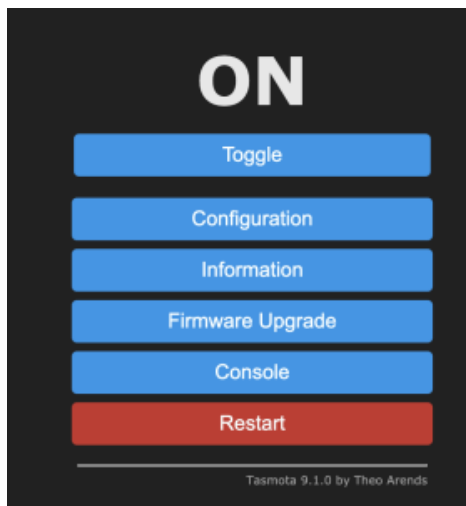 ON
Toggle
Configuration
Information
Firmware Upgrade
Console
Restart
Tasmota 9.1.0 by Theo Arends